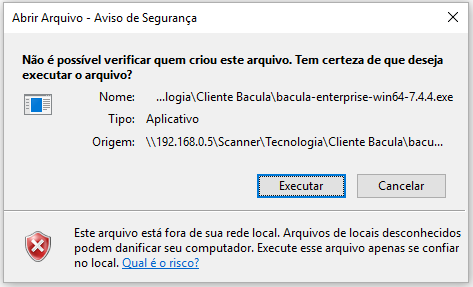 Abrir Arquivo - Aviso de Segurança
Não é possível verificar quem criou este arquivo. Tem certeza de que deseja
executar o arquivo?
Nome: ...logia\Cliente Bacula\bacula-enterprise-win64-7.4.4.exe
Tipo: Aplicativo
Origem: \\192.168.0.5\Scanner\Tecnologia\Cliente Bacula\bacu...
Executar Cancelar
Este arquivo está fora de sua rede local. Arquivos de locais desconhecidos
podem danificar seu computador. Execute esse arquivo apenas se confiar
no local. Qual é o risco?